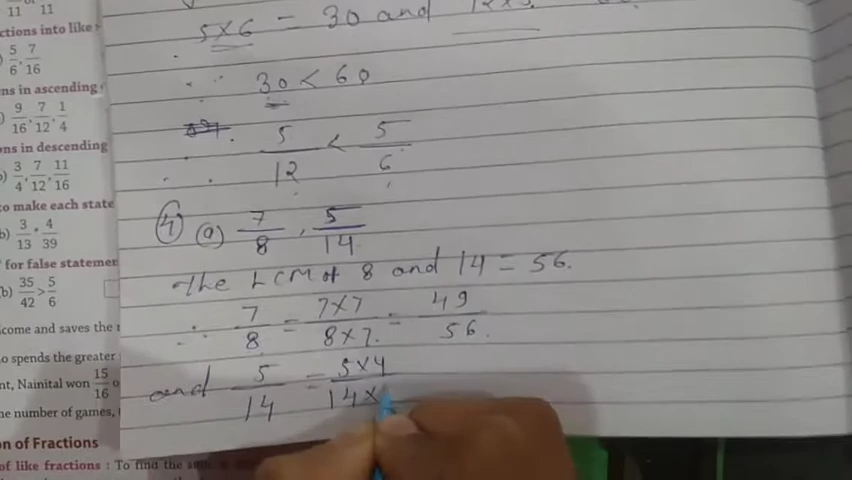 11 11
ctions into like
5/6, 7/16
ns in ascending
9/16, 7/12, 1/4
ons in descending
3/4, 7/12, 11/16
to make each state
b) 3/13 * 4/39
for false statemen
(b) 35/42 > 5/6
come and saves the
o spends the greater
nt, Nainital won 15/16 o
he number of games,
on of Fractions
of like fractions : To find the
5×6 = 30 and
∴ 30 < 60
∴ 5/12 < 5/6
4 (a) 7/8, 5/14
The LCM of 8 and 14 = 56.
∴ 7/8 = 7×7/8×7 = 49/56.
and 5/14 = 5×4/14×